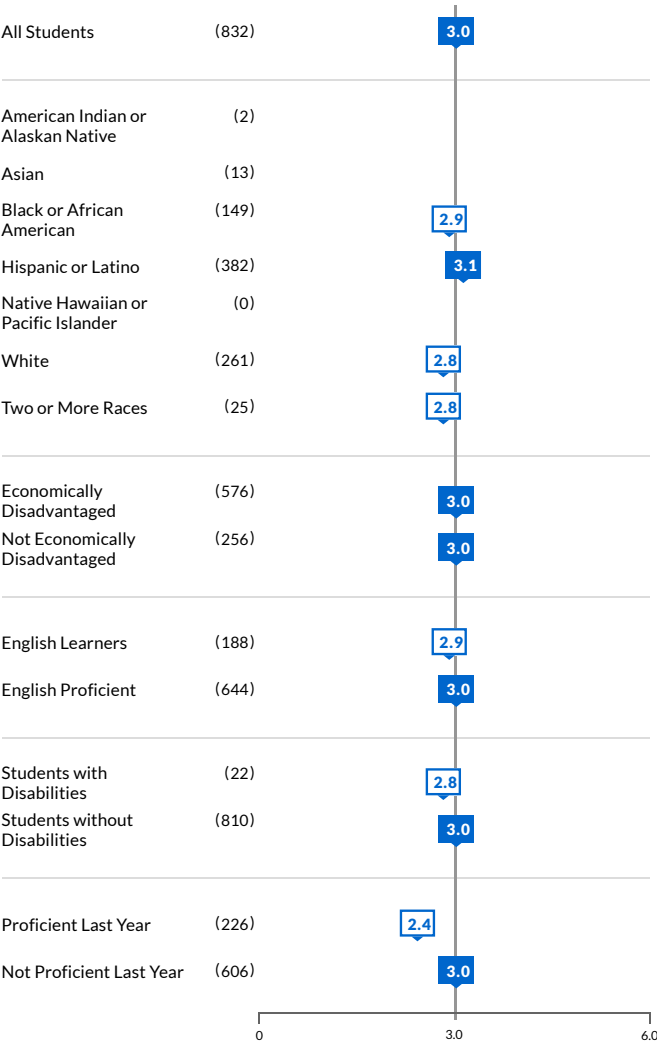 All Students (832) 3.0
American Indian or (2)
Alaskan Native
Asian (13)
Black or African (149) 2.9
American
Hispanic or Latino (382) 3.1
Native Hawaiian or (0)
Pacific Islander
White (261) 2.8
Two or More Races (25) 2.8
Economically (576) 3.0
Disadvantaged
Not Economically (256) 3.0
Disadvantaged
English Learners (188) 2.9
English Proficient (644) 3.0
Students with (22) 2.8
Disabilities
Students without (810) 3.0
Disabilities
Proficient Last Year (226) 2.4
Not Proficient Last Year (606) 3.0
0 3.0 6.0